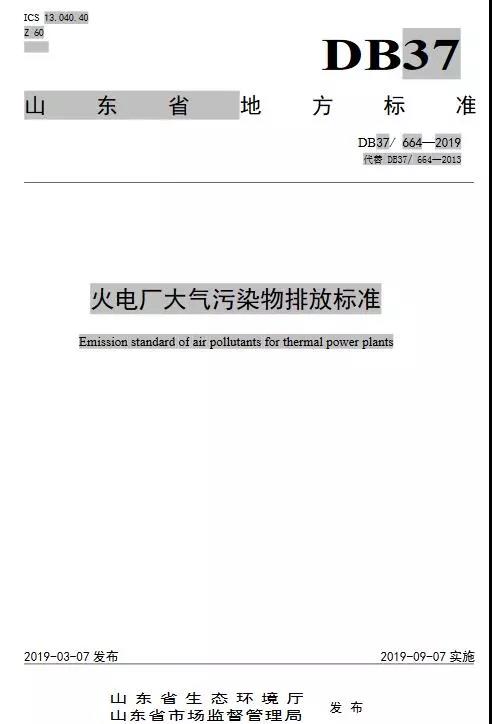 ICS 13.040.40
Z 60
DB37
山东省地方标准
DB37/ 664—2019
代替 DB37/ 664—2013
火电厂大气污染物排放标准
Emission standard of air pollutants for thermal power plants
2019-03-07 发布
2019-09-07 实施
山东省生态环境厅
山东省市场监督管理局
发布